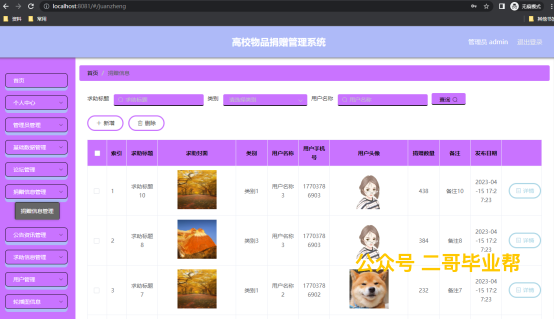 localhost:8081/#/juanzheng
无痕模式
资料
常用
高校物品捐赠管理系统
管理员 admin
退出登录
首页
首页
捐赠信息
个人中心
管理员管理
基础数据管理
论坛管理
捐赠信息管理
捐赠信息管理
公告资讯管理
求助信息管理
用户管理
轮播图信息
求助标题
求助标题
类别
用户名称
用户名称
查询
+ 新增
删除
索引 求助标题 求助封面 类别 用户名称 用户手机号 用户头像 捐赠数量 备注 发布日期
1 求助标题10 类别1 用户名称3 17703786903 438 备注10 2023-04-15 17:27:23 详情
2 求助标题8 类别3 用户名称3 17703786903 384 备注8 2023-04-15 17:27:23 详情
3 求助标题7 类别1 用户名称2 17703786902 232 备注7 2023-04-15 17:27:23 详情
公众号 二哥毕业帮